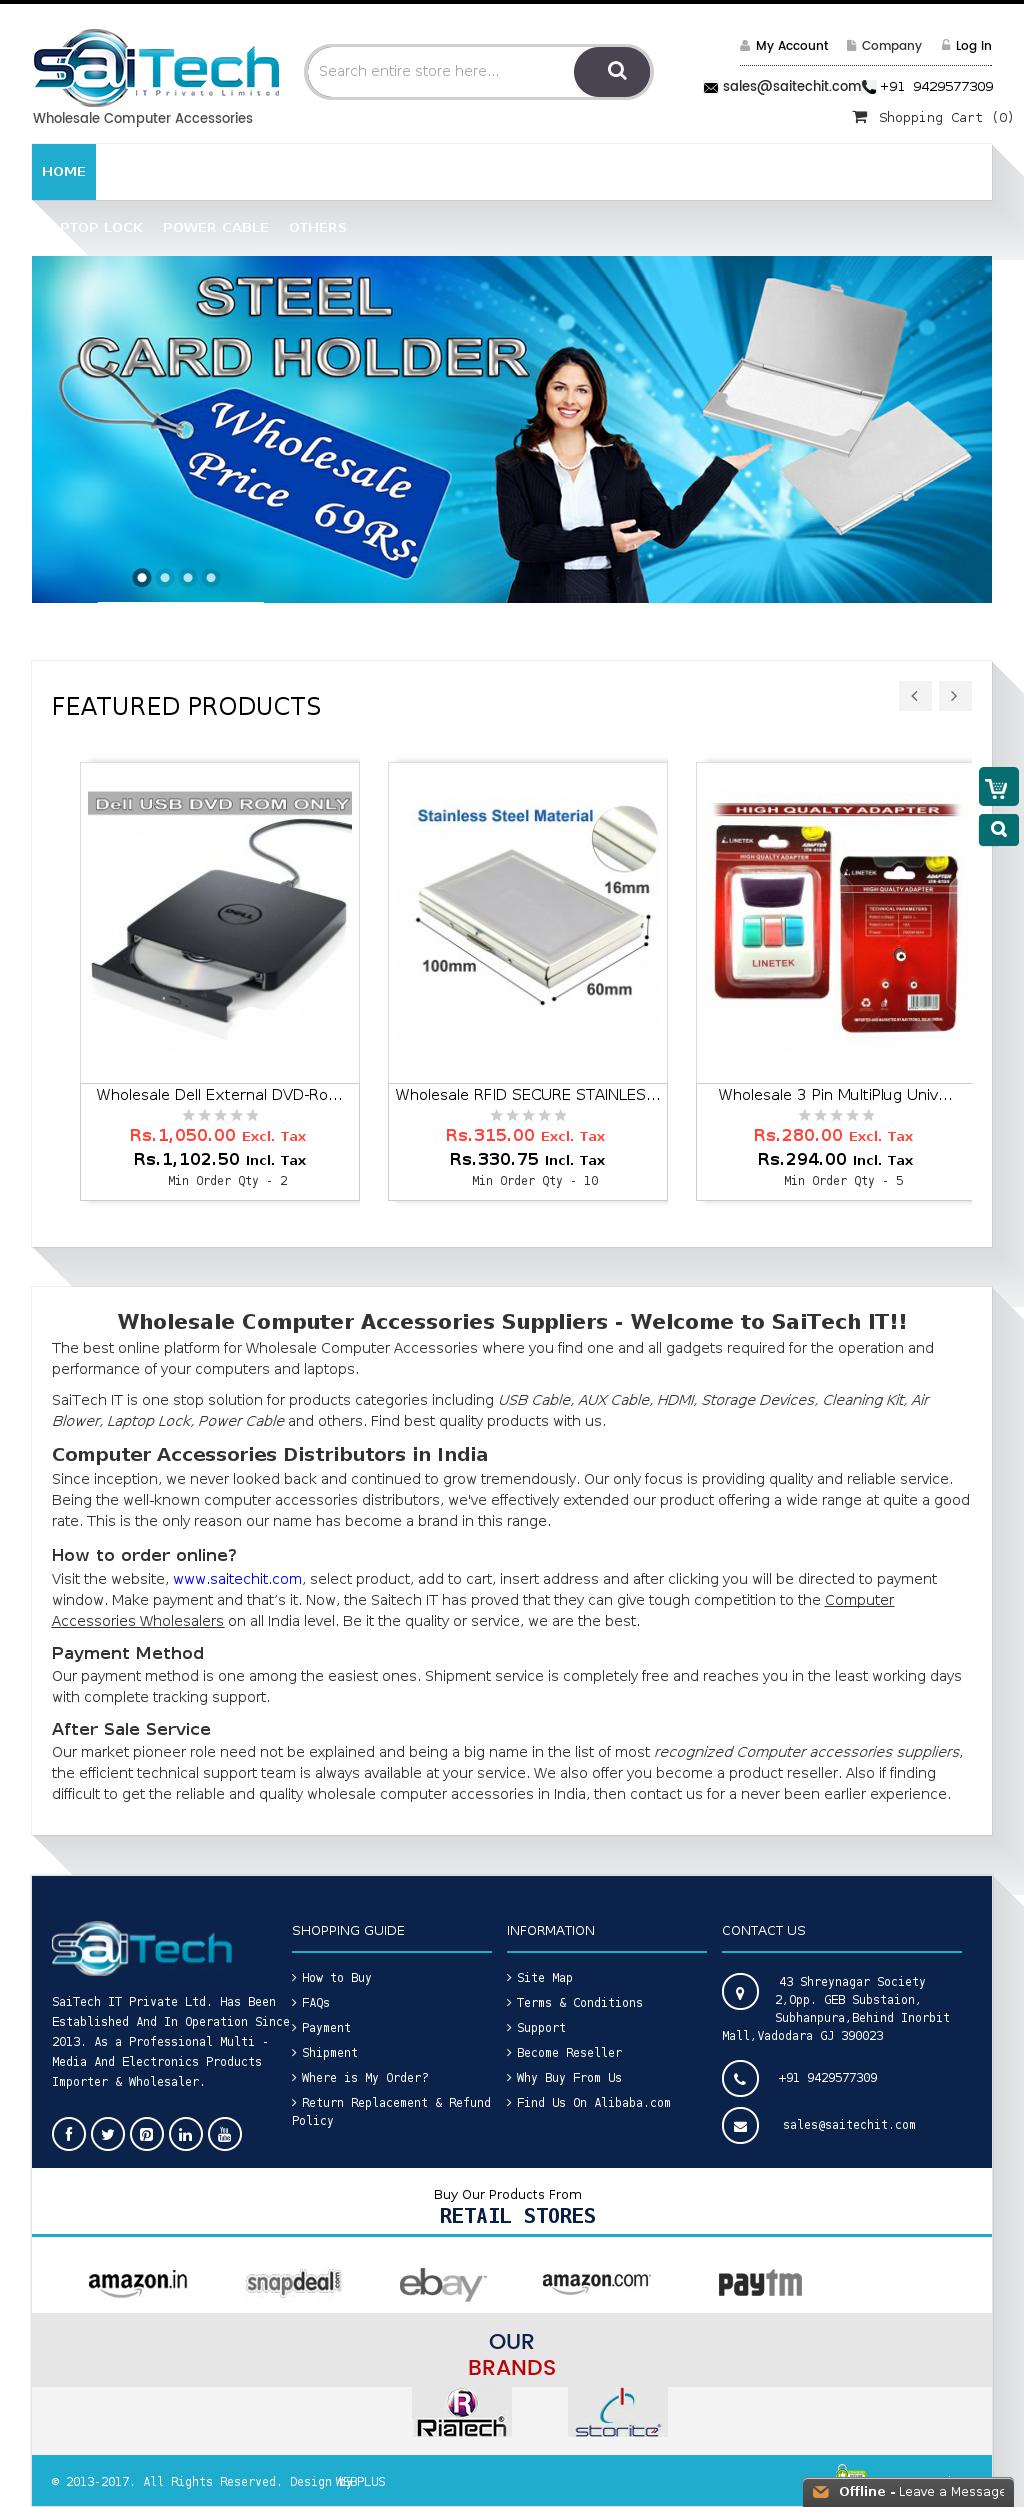 SaiTech
IT Private Limited
Wholesale Computer Accessories
Search entire store here...
My Account
Company
Log In
sales@saitechit.com
+91 9429577309
Shopping Cart (0)
HOME
PTOP LOCK
POWER CABLE
OTHERS
STEEL
CARD HOLDER
Wholesale
Price 69Rs.
FEATURED PRODUCTS
Dell USB DVD ROM ONLY
DELL
Wholesale Dell External DVD-Ro...
Rs.1,050.00 Excl. Tax
Rs.1,102.50 Incl. Tax
Min Order Qty - 2
Stainless Steel Material
16mm
100mm
60mm
Wholesale RFID SECURE STAINLES...
Rs.315.00 Excl. Tax
Rs.330.75 Incl. Tax
Min Order Qty - 10
HIGH QUALTY ADAPTER
LINETEK
HIGH QUALITY ADAPTER
LINETEK
LINETEK
ADAPTER
HIGH QUALITY ADAPTER
TECHNICAL PARAMETERS
Wholesale 3 Pin MultiPlug Univ...
Rs.280.00 Excl. Tax
Rs.294.00 Incl. Tax
Min Order Qty - 5
Wholesale Computer Accessories Suppliers - Welcome to SaiTech IT!!
The best online platform for Wholesale Computer Accessories where you find one and all gadgets required for the operation and
performance of your computers and laptops.
SaiTech IT is one stop solution for products categories including USB Cable, AUX Cable, HDMI, Storage Devices, Cleaning Kit, Air
Blower, Laptop Lock, Power Cable and others. Find best quality products with us.
Computer Accessories Distributors in India
Since inception, we never looked back and continued to grow tremendously. Our only focus is providing quality and reliable service.
Being the well-known computer accessories distributors, we've effectively extended our product offering a wide range at quite a good
rate. This is the only reason our name has become a brand in this range.
How to order online?
Visit the website, www.saitechit.com, select product, add to cart, insert address and after clicking you will be directed to payment
window. Make payment and that’s it. Now, the Saitech IT has proved that they can give tough competition to the Computer
Accessories Wholesalers on all India level. Be it the quality or service, we are the best.
Payment Method
Our payment method is one among the easiest ones. Shipment service is completely free and reaches you in the least working days
with complete tracking support.
After Sale Service
Our market pioneer role need not be explained and being a big name in the list of most recognized Computer accessories suppliers,
the efficient technical support team is always available at your service. We also offer you become a product reseller. Also if finding
difficult to get the reliable and quality wholesale computer accessories in India, then contact us for a never been earlier experience.
SaiTech
SaiTech IT Private Ltd. Has Been
Established And In Operation Since
2013. As a Professional Multi -
Media And Electronics Products
Importer & Wholesaler.
SHOPPING GUIDE
How to Buy
FAQs
Payment
Shipment
Where is My Order?
Return Replacement & Refund
Policy
INFORMATION
Site Map
Terms & Conditions
Support
Become Reseller
Why Buy From Us
Find Us On Alibaba.com
CONTACT US
43 Shreynagar Society
2,Opp. GEB Substaion,
Subhanpura,Behind Inorbit
Mall,Vadodara GJ 390023
+91 9429577309
sales@saitechit.com
Buy Our Products From
RETAIL STORES
amazon.in
snapdeal.com
ebay
amazon.com
paytm
OUR
BRANDS
RiaTech®
storite
© 2013-2017. All Rights Reserved. Design by WEBPLUS
Offline - Leave a Message